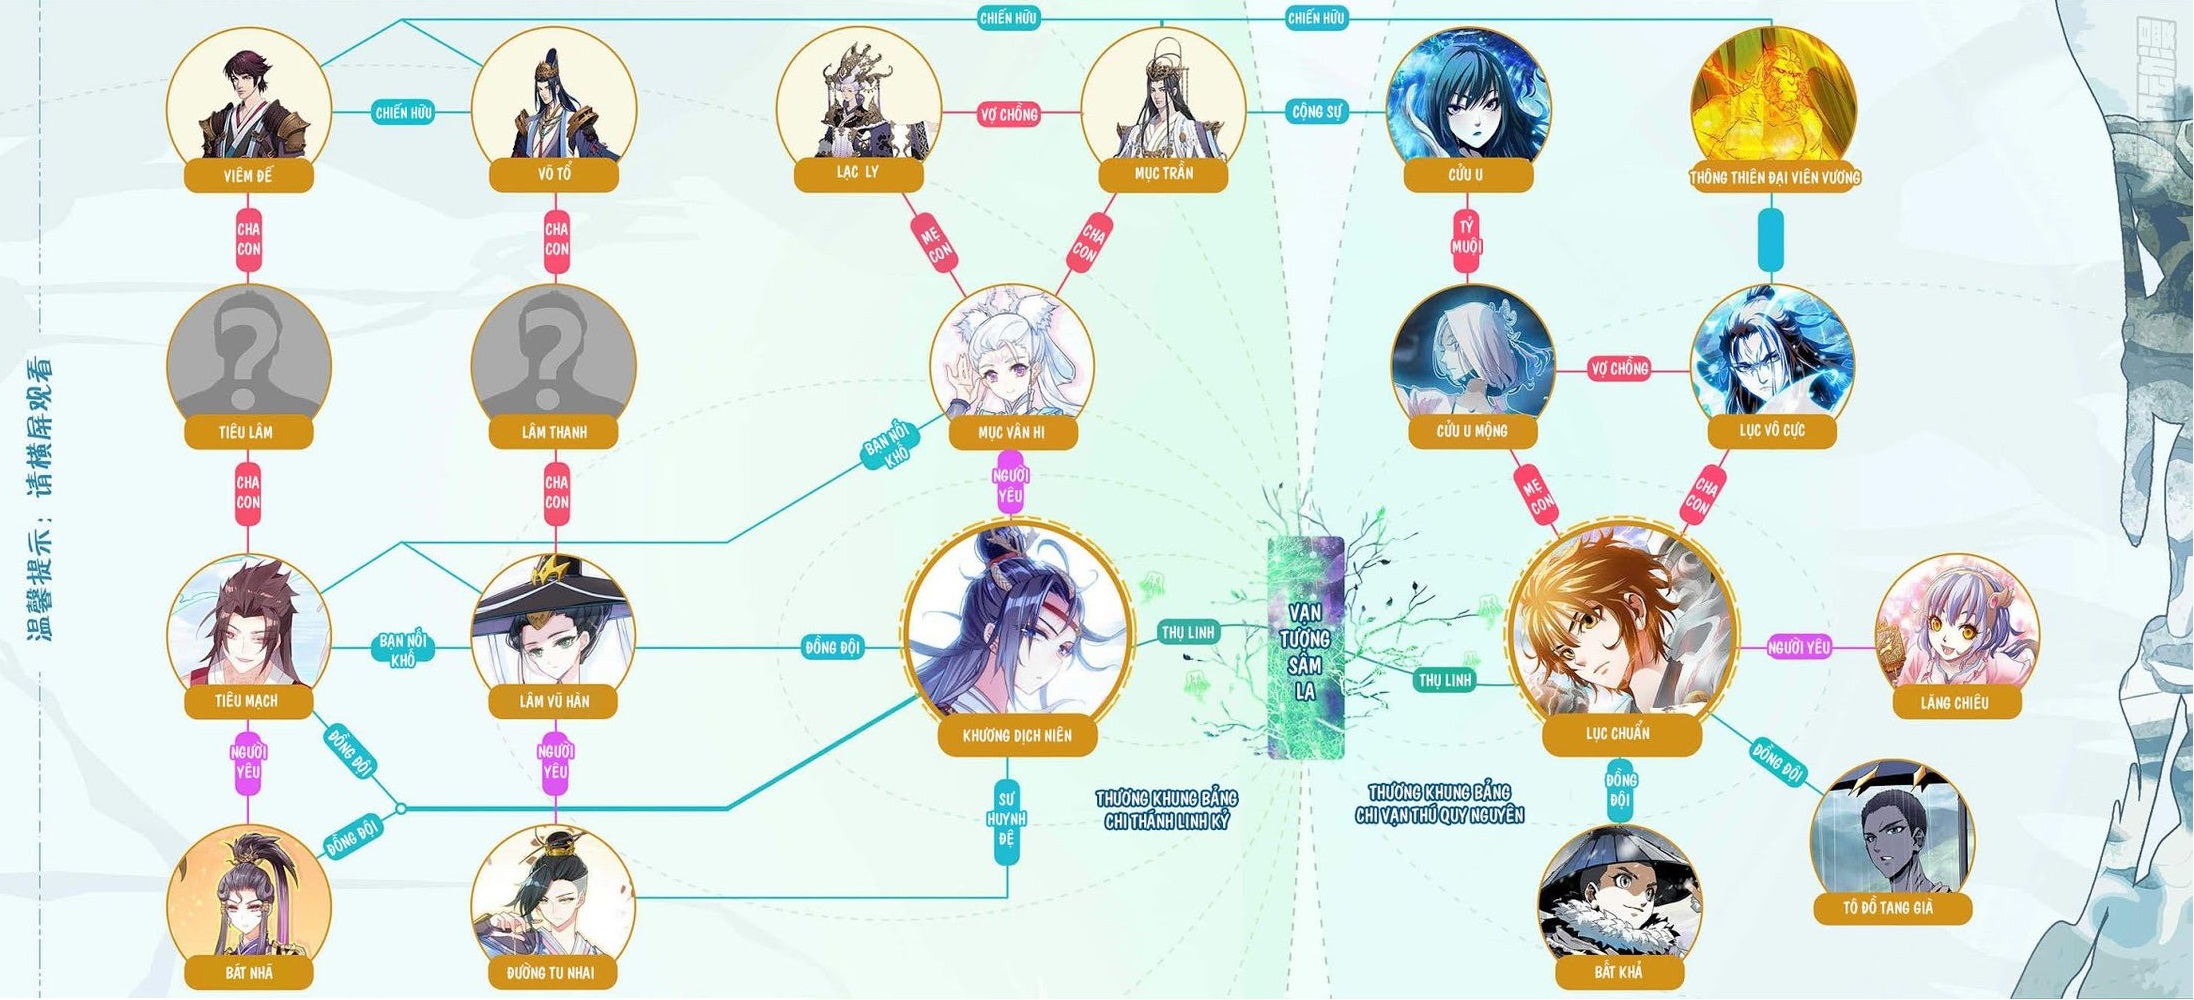 CHIẾN HỮU
CHIẾN HỮU
CHIẾN HỮU
VỢ CHỒNG
CỘNG SỰ
VIÊM ĐẾ
VÕ TỔ
LẠC LY
MỤC TRẦN
CỬU U
THÔNG THIÊN ĐẠI VIÊN VƯƠNG
CHA
CON
CHA
CON
MẸ
CON
CHA
CON
TỶ
MUỘI
TIÊU LÂM
LÂM THANH
MỤC VÂN HI
CỬU U MỘNG
VỢ CHỒNG
LỤC VÔ CỰC
CHA
CON
CHA
CON
BẠN NỐI
KHỐ
NGƯỜI
YÊU
MẸ
CON
CHA
CON
温馨提示：请横屏观看
BẠN NỐI
KHỐ
ĐỒNG ĐỘI
THỤ LINH
VẠN
TƯỢNG
SÂM
LA
THỤ LINH
NGƯỜI YÊU
TIÊU MẠCH
LÂM VŨ HÀN
KHƯƠNG DỊCH NIÊN
LỤC CHUẨN
LĂNG CHIÊU
NGƯỜI
YÊU
ĐỒNG ĐỘI
NGƯỜI
YÊU
ĐỒNG ĐỘI
SƯ
HUYNH
ĐỆ
THƯƠNG KHUNG BẢNG
CHI THÁNH LINH KỶ
THƯƠNG KHUNG BẢNG
CHI VẠN THÚ QUY NGUYÊN
ĐỒNG
ĐỘI
ĐỒNG ĐỘI
BÁT NHÃ
ĐƯỜNG TU NHAI
BẤT KHẢ
TÔ ĐỒ TANG GIÀ